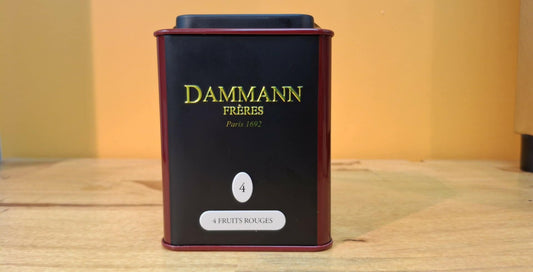 DAMMANN
FRÈRES
Paris 1692
4
4 FRUITS ROUGES